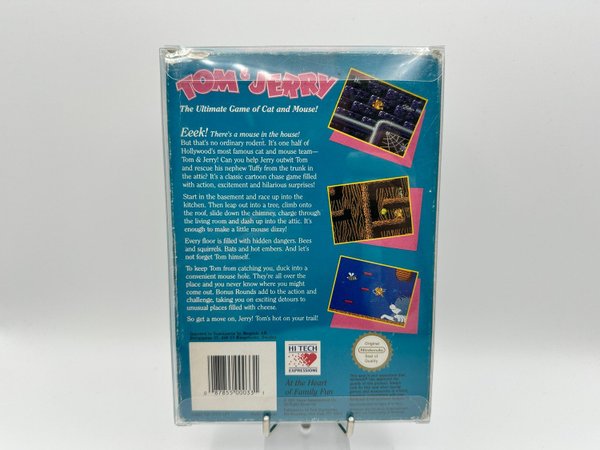 TOM & JERRY
The Ultimate Game of Cat and Mouse!
Eeek! There's a mouse in the house!
But that's no ordinary rodent. It's one half of
Hollywood's most famous cat and mouse team—
Tom & Jerry! Can you help Jerry outwit Tom
and rescue his nephew Tuffy from the trunk in
the attic? It's a classic cartoon chase game filled
with action, excitement and hilarious surprises!
Start in the basement and race up into the
kitchen. Then leap out into a tree, climb onto
the roof, slide down the chimney, charge through
the living room and dash up into the attic. It's
enough to make a little mouse dizzy!
Every floor is filled with hidden dangers. Bees
and squirrels. Bats and hot embers. And let's
not forget Tom himself.
To keep Tom from catching you, duck into a
convenient mouse hole. They're all over the
place and you never know where you might
come out. Bonus Rounds add to the action and
challenge, taking you on exciting detours to
unusual places filled with cheese.
So get a move on, Jerry! Tom's hot on your trail!
HI TECH
EXPRESSIONS
At the Heart
of Family Fun
Original
Nintendo
Seal of
Quality
0 87855 00033 1